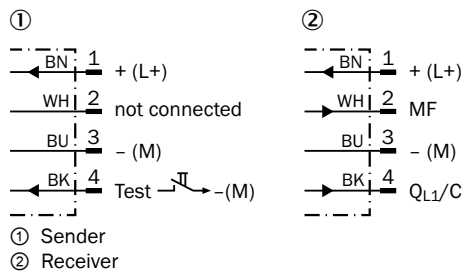 ① ②
BN 1 + (L+)
WH 2 not connected
BU 3 – (M)
BK 4 Test –(M)
BN 1 + (L+)
WH 2 MF
BU 3 – (M)
BK 4 QL1/C
① Sender
② Receiver